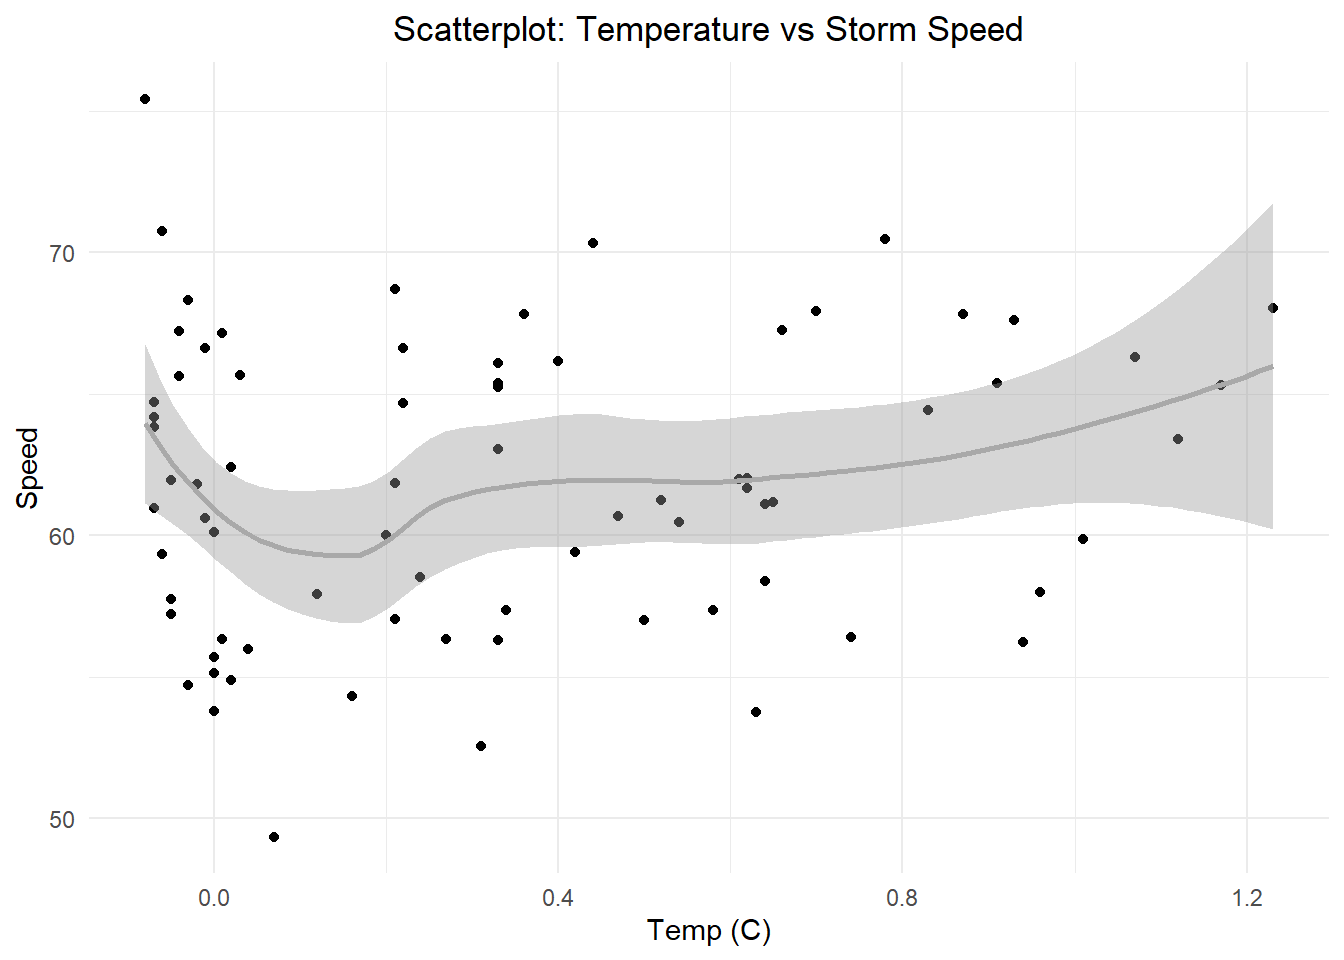 Scatterplot: Temperature vs Storm Speed
Speed
70
60
50
0.0 0.4 0.8 1.2
Temp (C)